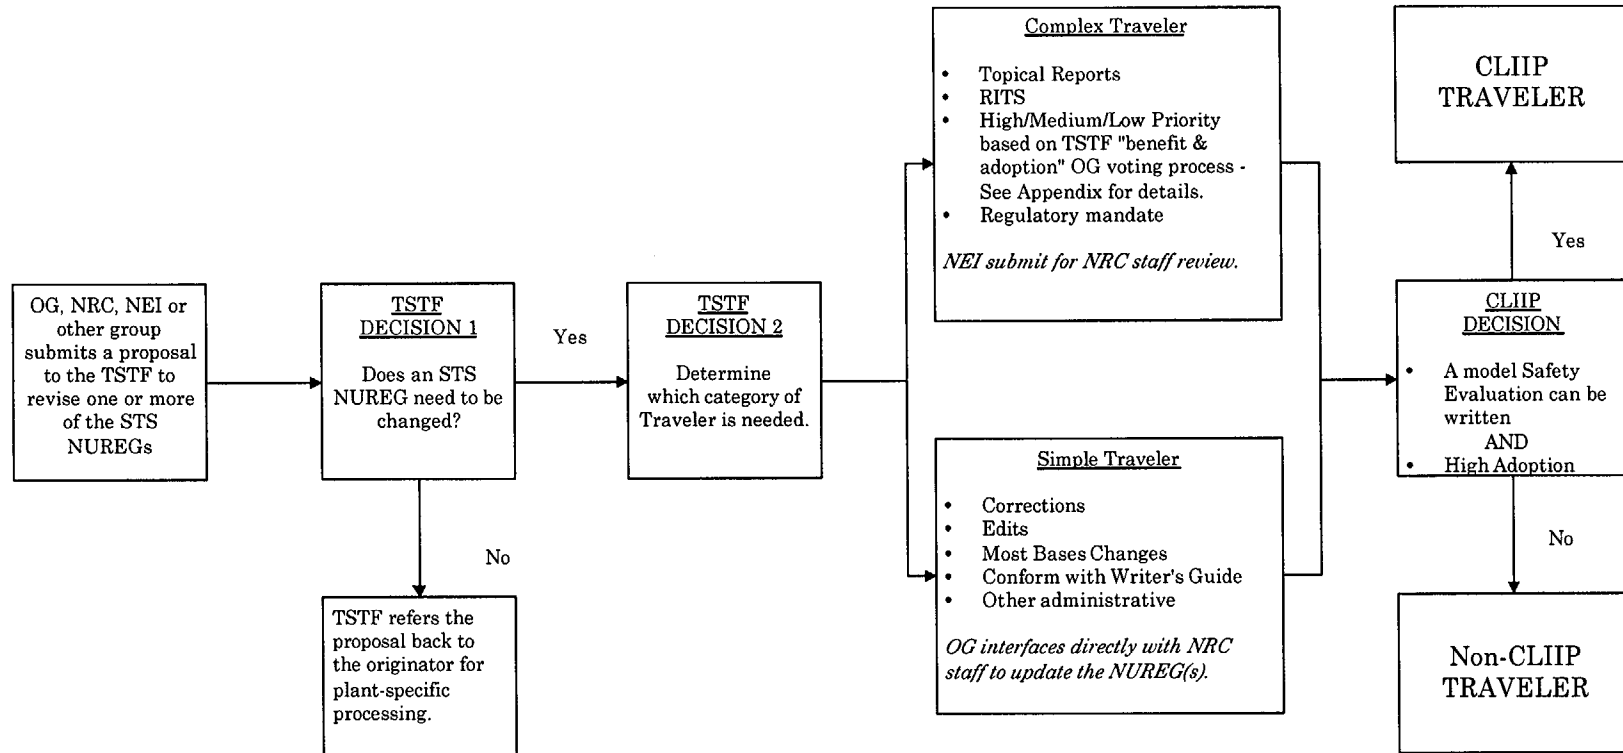 OG, NRC, NEI or
other group
submits a proposal
to the TSTF to
revise one or more
of the STS
NUREGs
TSTF
DECISION 1
Does an STS
NUREG need to be
changed?
Yes
No
TSTF refers the
proposal back to
the originator for
plant-specific
processing.
TSTF
DECISION 2
Determine
which category of
Traveler is needed.
Complex Traveler
• Topical Reports
• RITS
• High/Medium/Low Priority
based on TSTF "benefit &
adoption" OG voting process -
See Appendix for details.
• Regulatory mandate
NEI submit for NRC staff review.
Simple Traveler
• Corrections
• Edits
• Most Bases Changes
• Conform with Writer's Guide
• Other administrative
OG interfaces directly with NRC
staff to update the NUREG(s).
CLIIP
DECISION
• A model Safety
Evaluation can be
written
AND
• High Adoption
Yes
CLIIP
TRAVELER
No
Non-CLIIP
TRAVELER